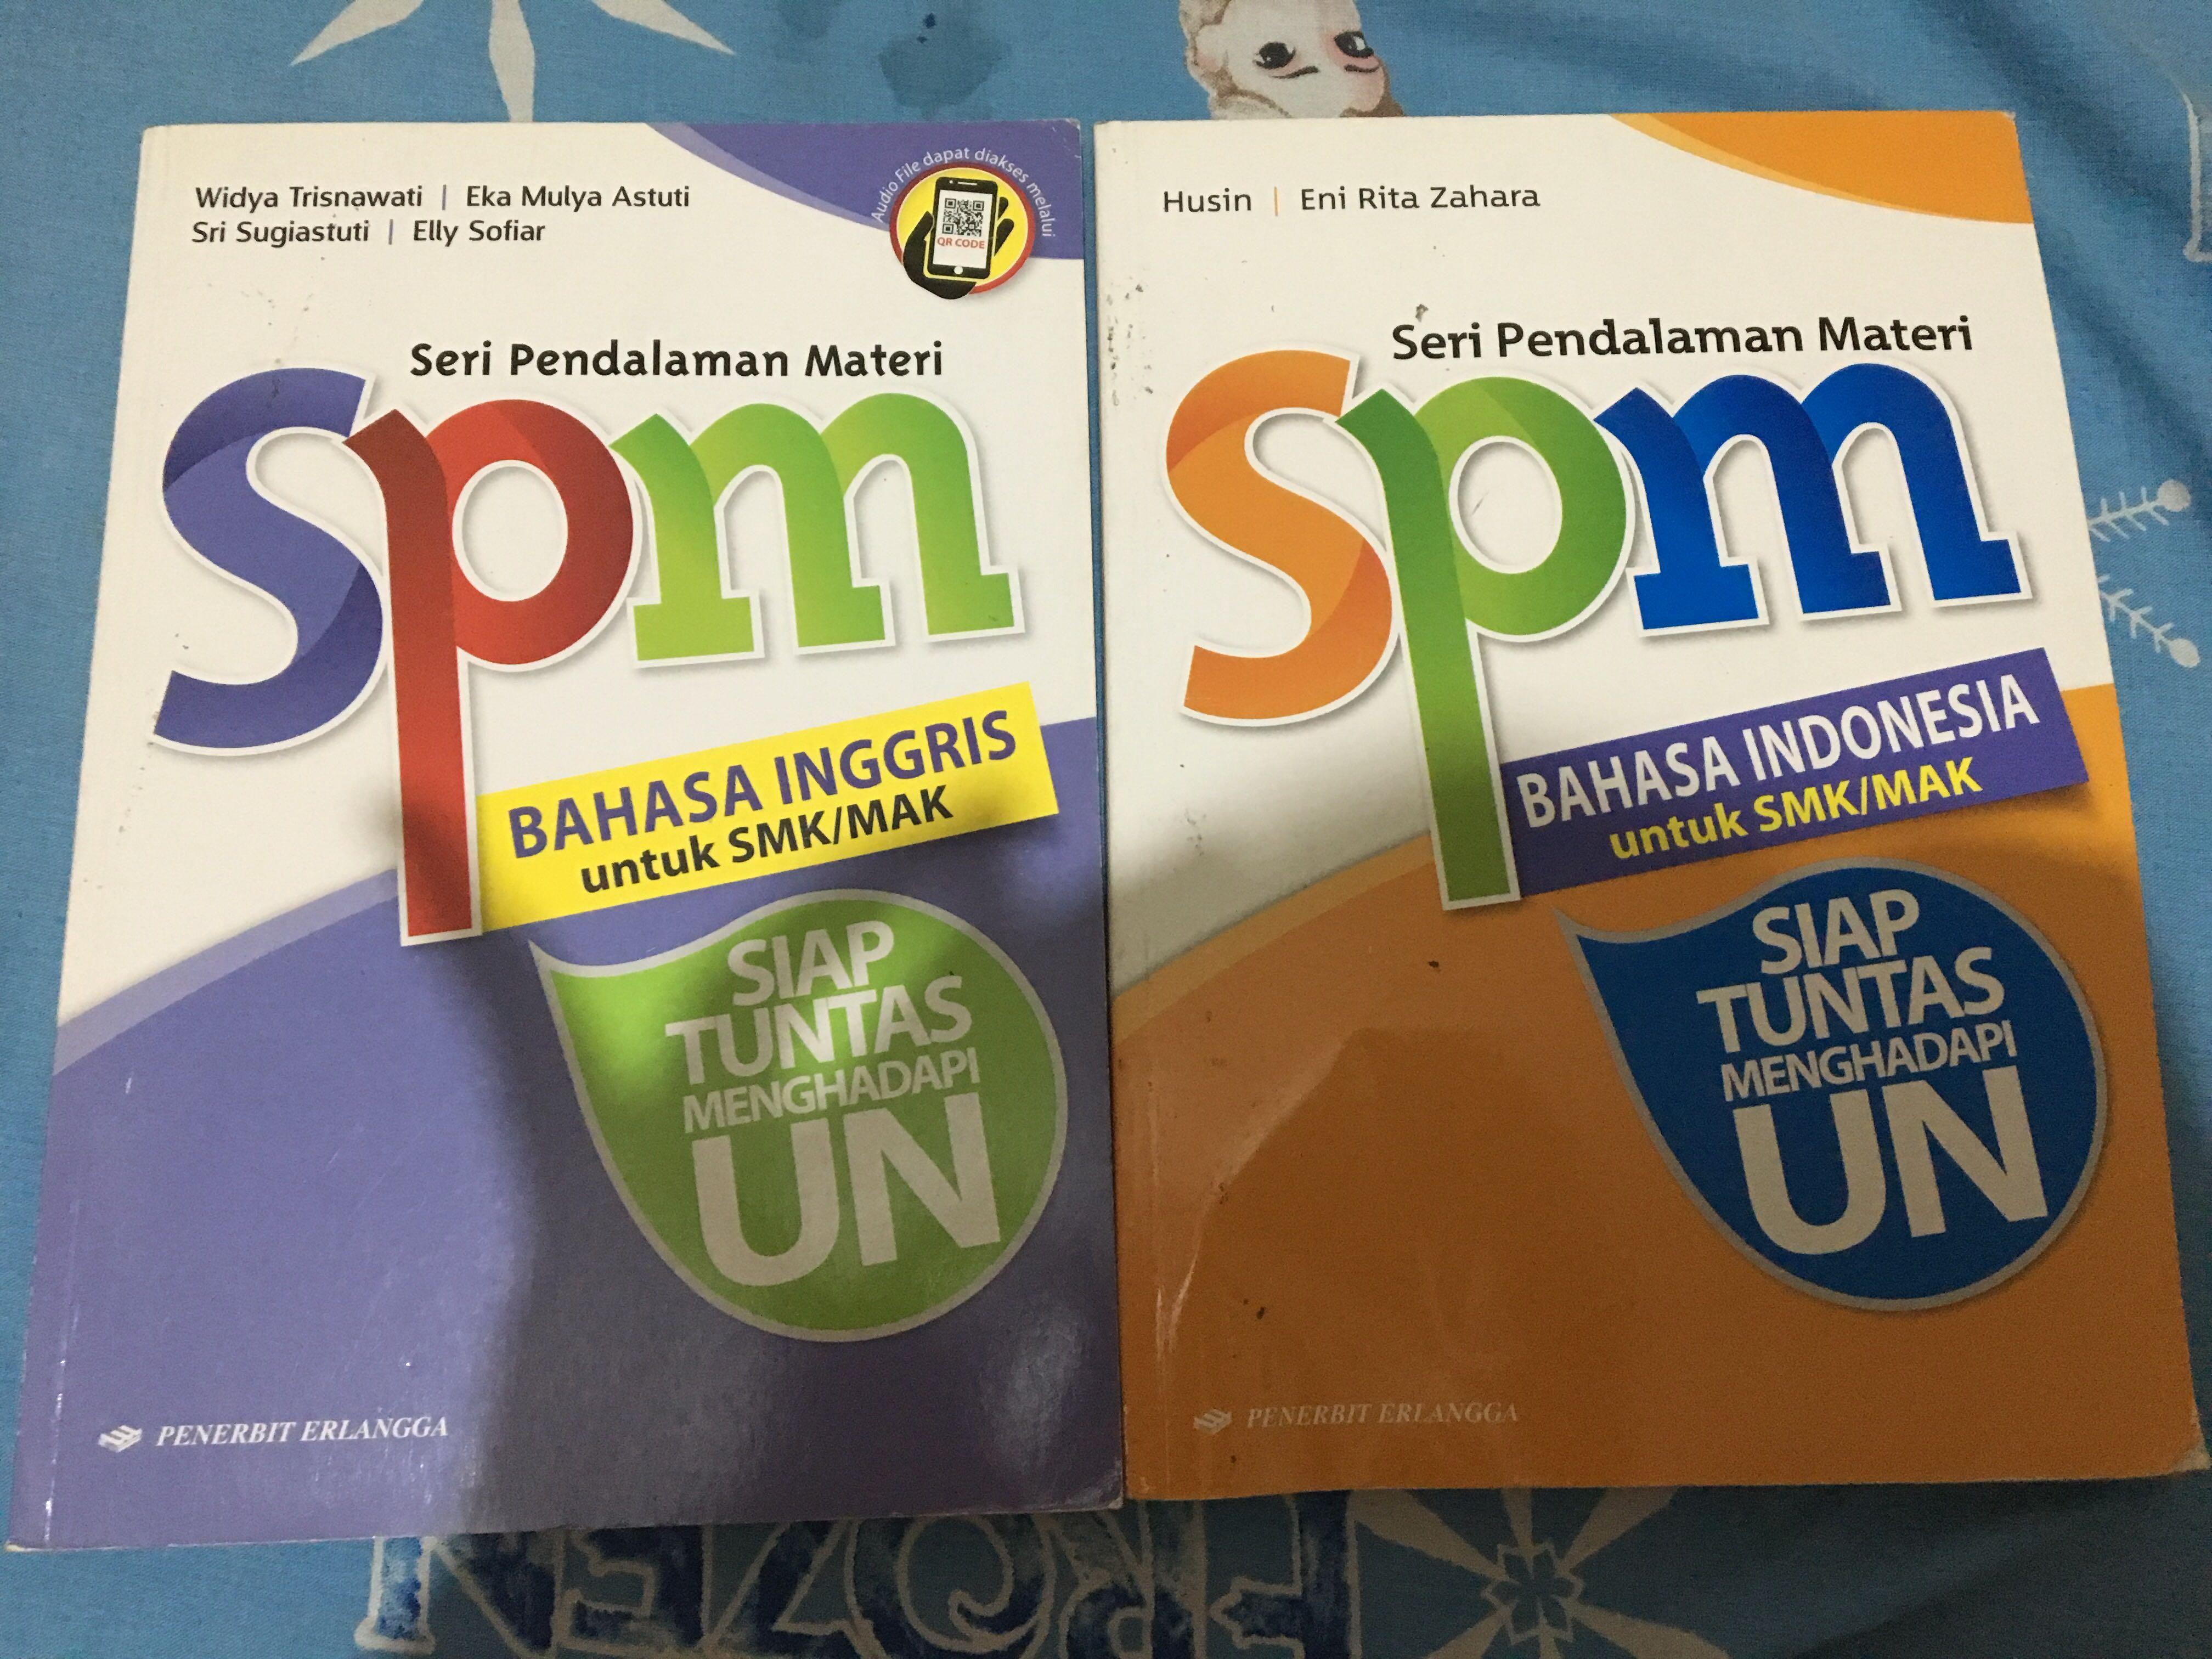 Widya Trisnawati | Eka Mulya Astuti
Sri Sugiastuti | Elly Sofiar
Audio File dapat diakses melalui
QR CODE
Seri Pendalaman Materi
spm
BAHASA INGGRIS
untuk SMK/MAK
SIAP
TUNTAS
MENGHADAPI
UN
PENERBIT ERLANGGA
Husin | Eni Rita Zahara
Seri Pendalaman Materi
spm
BAHASA INDONESIA
untuk SMK/MAK
SIAP
TUNTAS
MENGHADAPI
UN
PENERBIT ERLANGGA
FROZEN